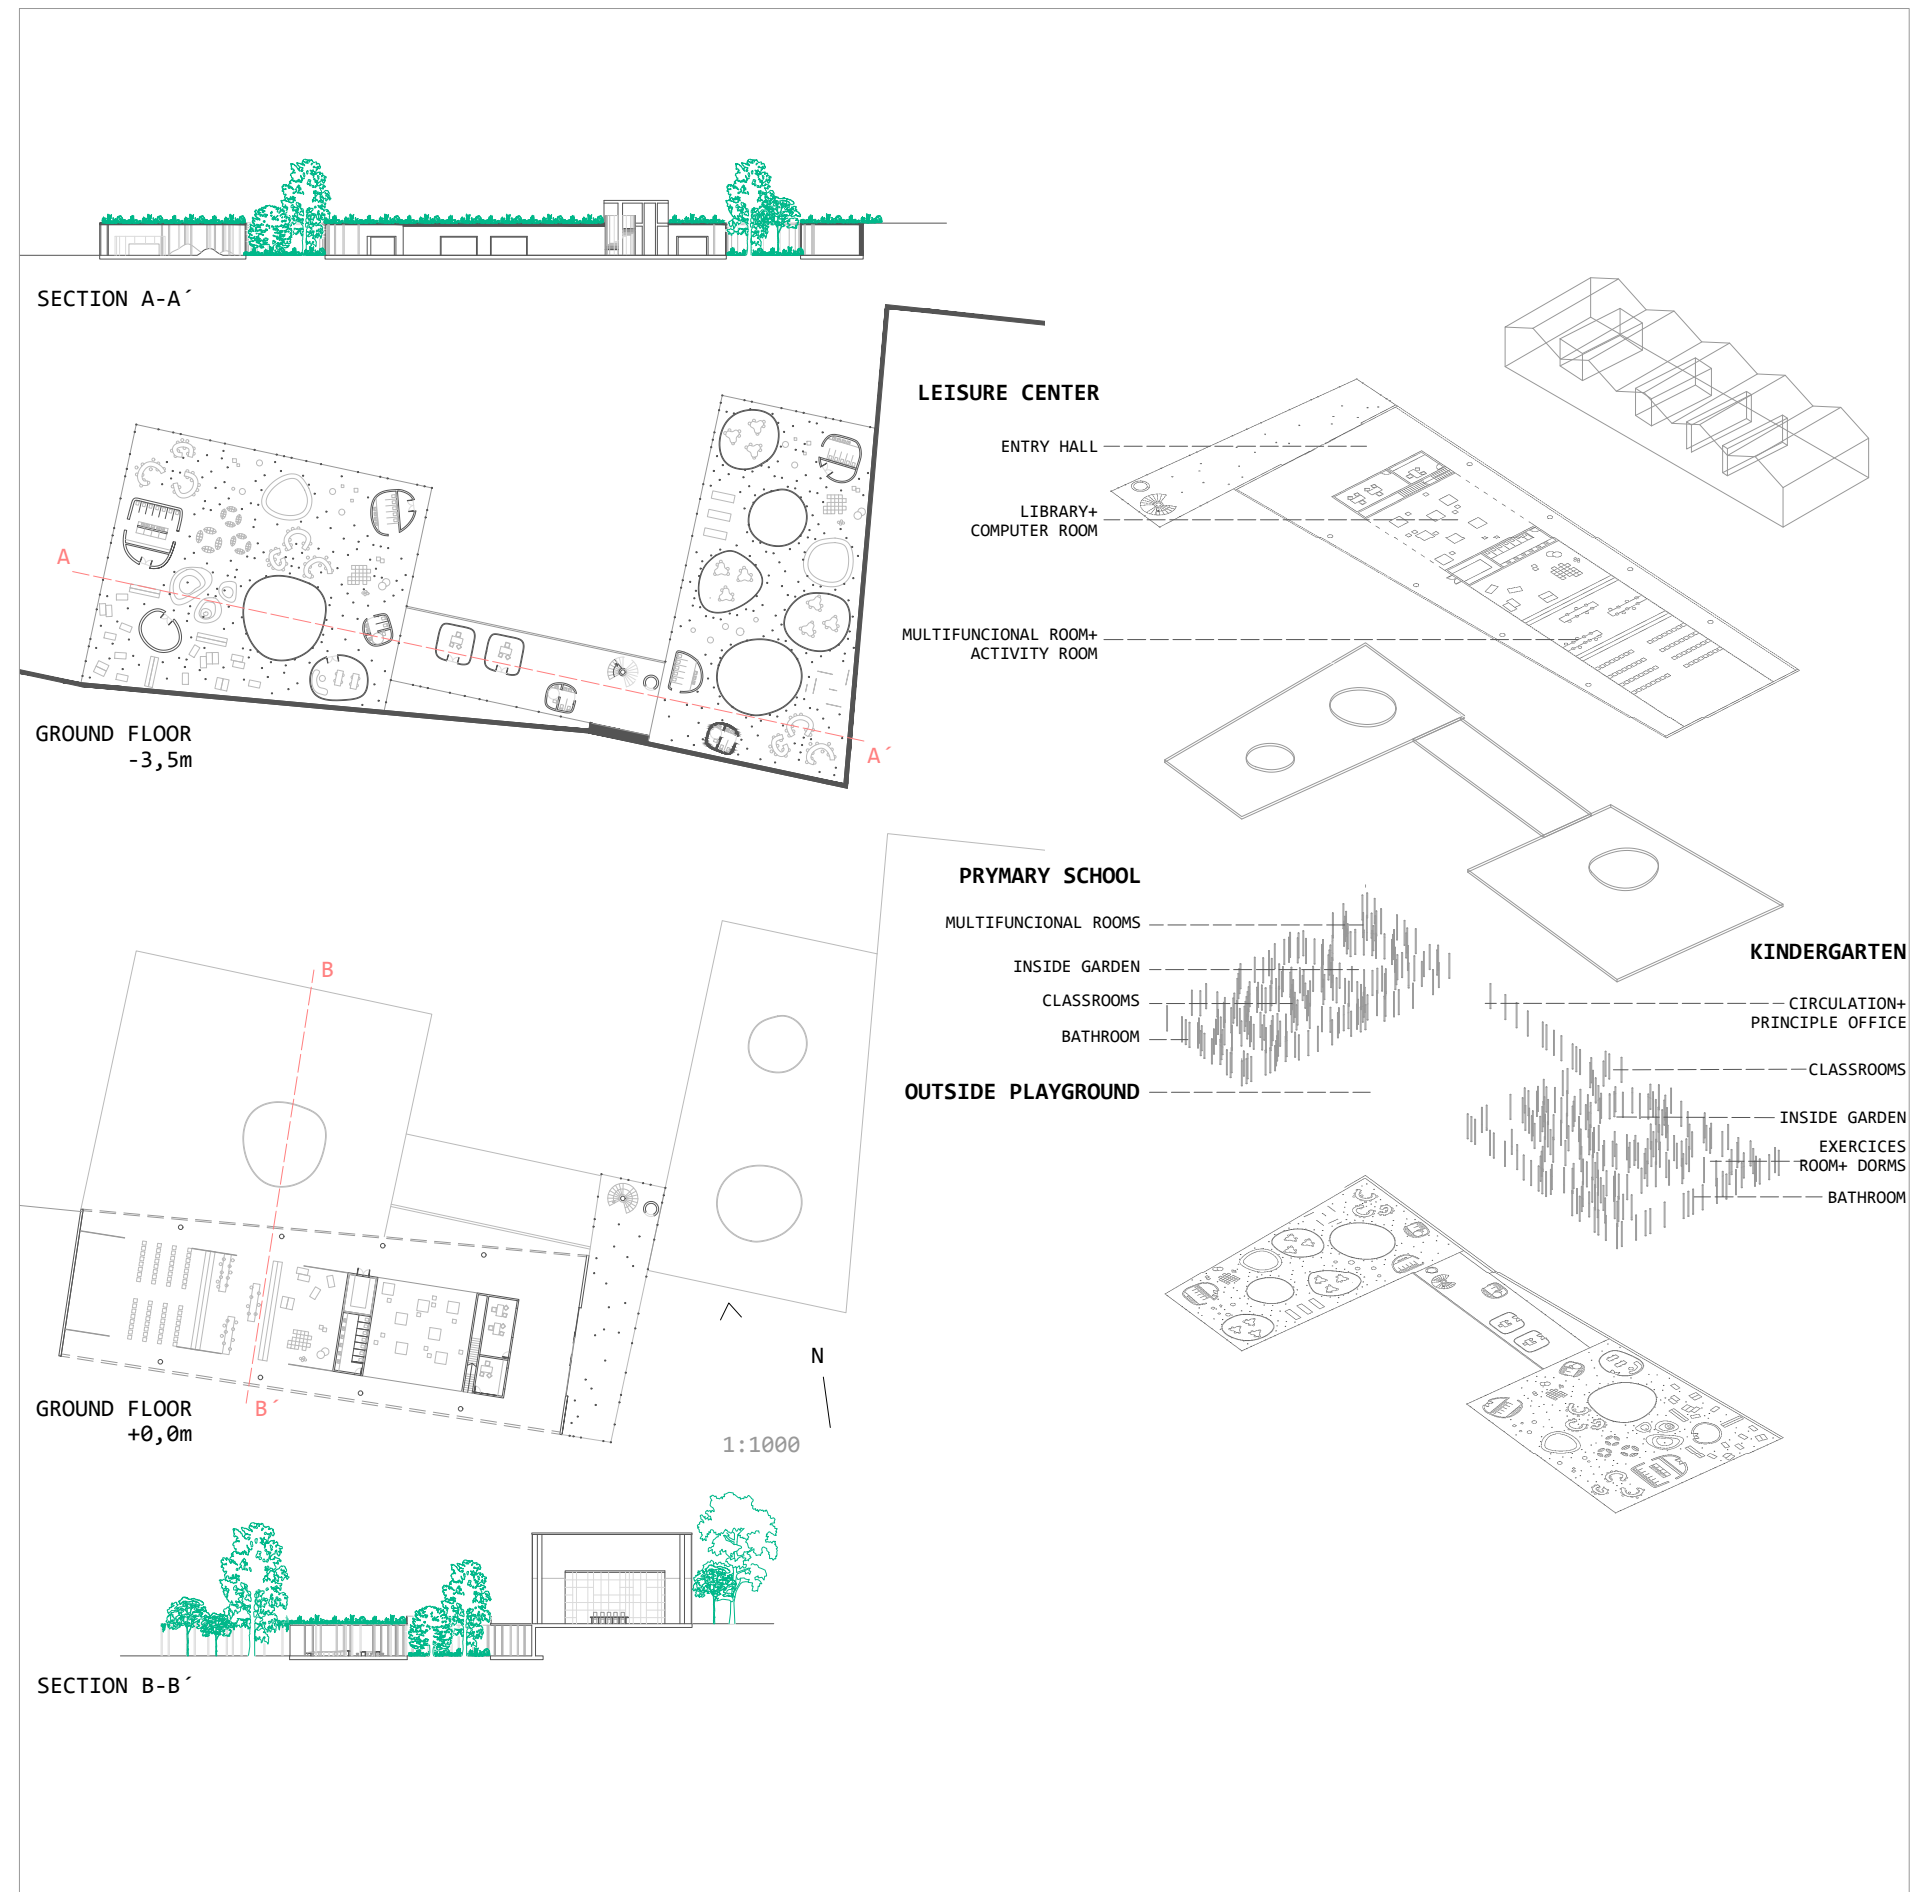 SECTION A-A´
A
A´
GROUND FLOOR
-3,5m
LEISURE CENTER
ENTRY HALL
LIBRARY+
COMPUTER ROOM
MULTIFUNCIONAL ROOM+
ACTIVITY ROOM
PRYMARY SCHOOL
MULTIFUNCIONAL ROOMS
INSIDE GARDEN
CLASSROOMS
BATHROOM
OUTSIDE PLAYGROUND
KINDERGARTEN
CIRCULATION+
PRINCIPLE OFFICE
CLASSROOMS
INSIDE GARDEN
EXERCICES
ROOM+ DORMS
BATHROOM
B
B´
GROUND FLOOR
+0,0m
N
1:1000
SECTION B-B´